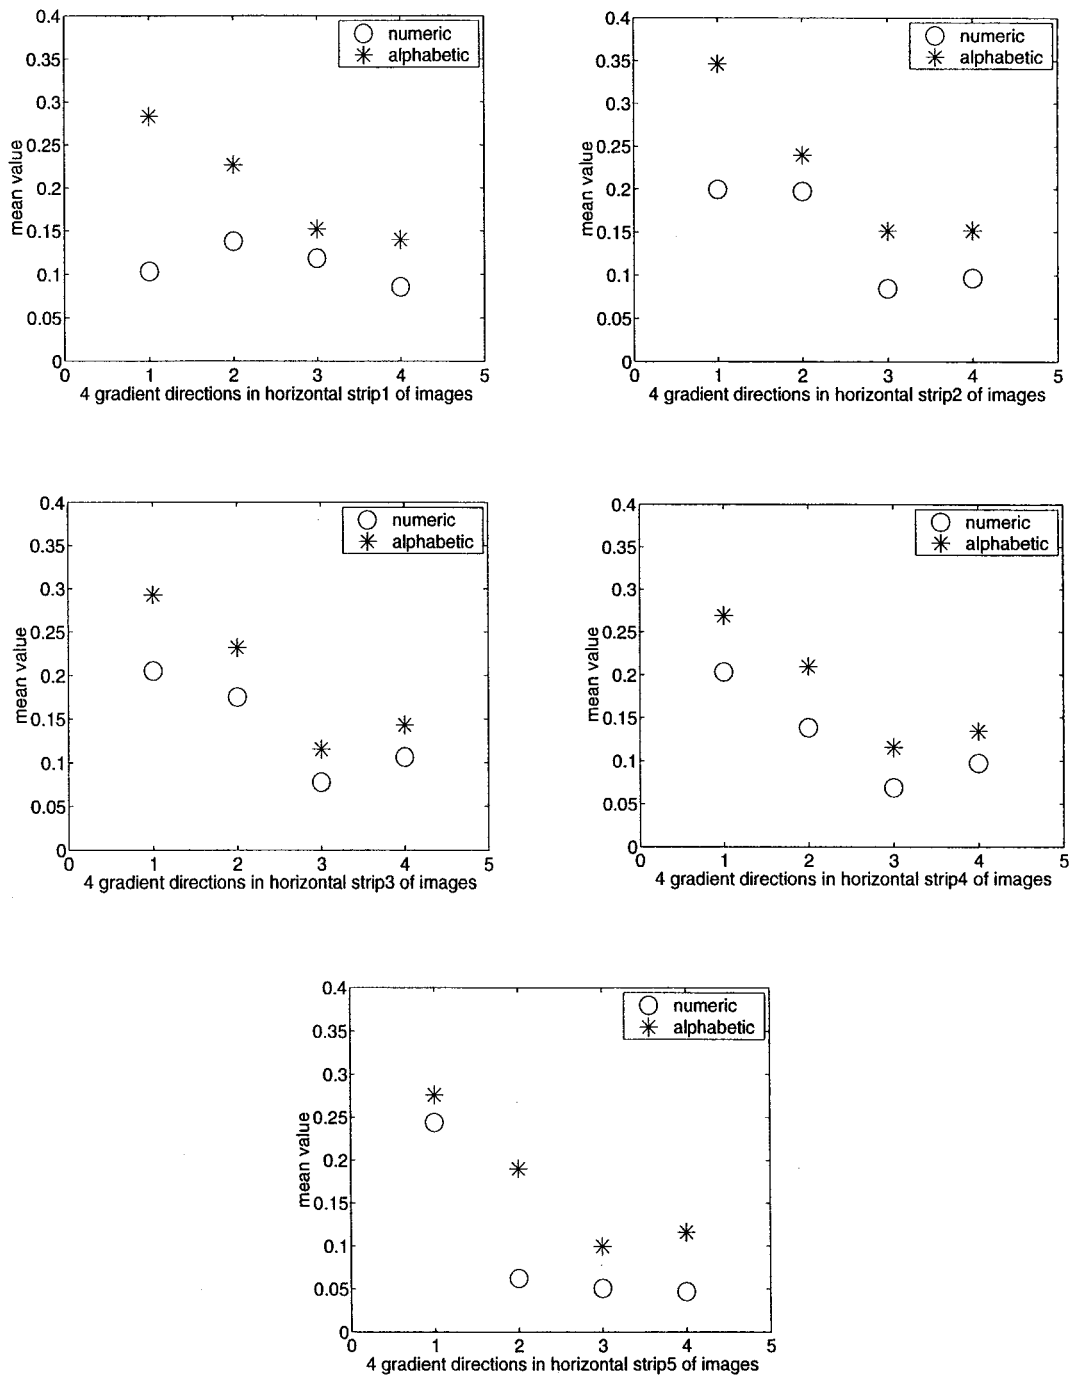 0.4
0.35
0.3
0.25
0.2
0.15
0.1
0.05
0
mean value
numeric
alphabetic
0 1 2 3 4 5
4 gradient directions in horizontal strip1 of images
0.4
0.35
0.3
0.25
0.2
0.15
0.1
0.05
0
mean value
numeric
alphabetic
0 1 2 3 4 5
4 gradient directions in horizontal strip2 of images
0.4
0.35
0.3
0.25
0.2
0.15
0.1
0.05
0
mean value
numeric
alphabetic
0 1 2 3 4 5
4 gradient directions in horizontal strip3 of images
0.4
0.35
0.3
0.25
0.2
0.15
0.1
0.05
0
mean value
numeric
alphabetic
0 1 2 3 4 5
4 gradient directions in horizontal strip4 of images
0.4
0.35
0.3
0.25
0.2
0.15
0.1
0.05
0
mean value
numeric
alphabetic
0 1 2 3 4 5
4 gradient directions in horizontal strip5 of images